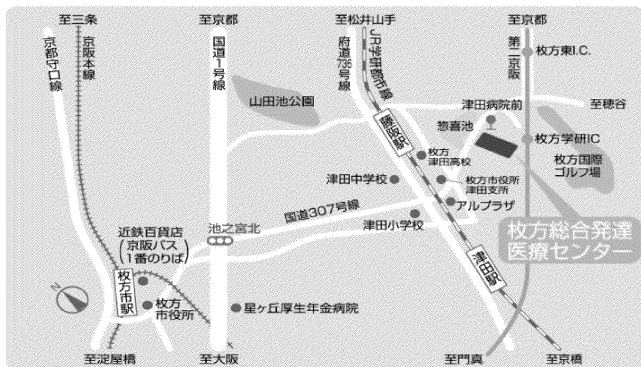 至三条
至京都
至松井山手
至京都
京都守口線
京阪本線
国道1号線
府道736号線
JR学研都市線
第二京阪
枚方東I.C.
山田池公園
津田病院前
至穂谷
惣喜池
藤阪駅
枚方学研IC
枚方
津田高校
枚方国際
ゴルフ場
津田中学校
枚方市役所
津田支所
アルプラザ
国道307号線
津田小学校
近鉄百貨店
(京阪バス
1番のりば)
池之宮北
枚方総合発達
医療センター
枚方市駅
津田駅
N
枚方
市役所
星ヶ丘厚生年金病院
至淀屋橋
至大阪
至門真
至京橋